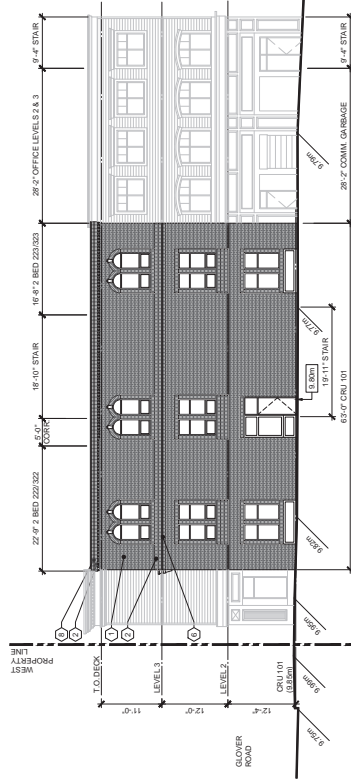 22'-9" 2 BED 222/322
5'-0"
CORR.
18'-10" STAIR
16'-8" 2 BED 223/323
28'-2" OFFICE LEVELS 2 & 3
9'-4" STAIR
WEST
PROPERTY
LINE
8
2
1
2
6
T.O. DECK
11'-0"
LEVEL 3
12'-0"
LEVEL 2
12'-4"
CRU 101
(9.85m)
GLOVER
ROAD
9.75m
9.99m
9.95m
9.82m
9.80m
9.77m
9.79m
19'-11" STAIR
63'-0" CRU 101
28'-2" COMM. GARBAGE
9'-4" STAIR